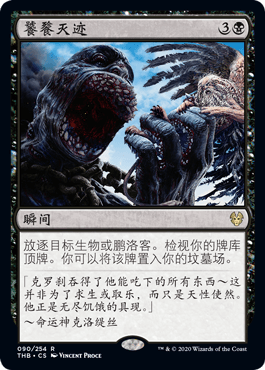 饕餮灭迹 3
瞬间
放逐目标生物或鹏洛客。检视你的牌库
顶牌。你可以将该牌置入你的坟墓场。
「克罗刹吞得了他能吃下的所有东西～这
并非为了求生或取乐，而只是天性使然。
他正是无尽饥饿的具现。」
～命运神克洛缇丝
090/254 R
THB • CS VINCENT PROCE
™ & © 2020 Wizards of the Coast